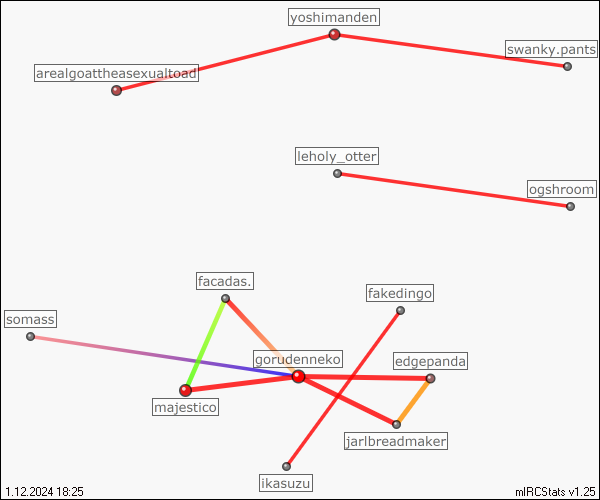 yoshimanden
swanky.pants
arealgoattheasexualtoad
leholy_otter
ogshroom
facadas.
fakedingo
somass
gorudenneko
edgepanda
majestico
jarlbreadmaker
ikasuzu
1.12.2024 18:25
mIRCStats v1.25